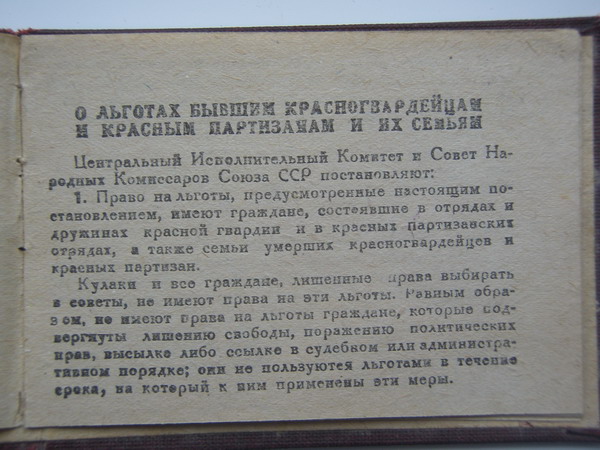 О ЛЬГОТАХ БЫВШИМ КРАСНОГВАРДЕЙЦАМ
И КРАСНЫМ ПАРТИЗАНАМ И ИХ СЕМЬЯМ
Центральный Исполнительный Комитет и Совет На-
родных Комиссаров Союза ССР постановляют:
1. Право на льготы, предусмотренные настоящим по-
становлением, имеют граждане, состоявшие в отрядах и
дружинах красной гвардии и в красных партизанских
отрядах, а также семьи умерших красногвардейцев и
красных партизан.
Кулаки и все граждане, лишенные права выбирать
в советы, не имеют права на эти льготы. Равным обра-
зом, не имеют права на льготы граждане, которые под-
вергнуты лишению свободы, поражению политических
прав, высылке либо ссылке в судебном или администра-
тивном порядке; они не пользуются льготами в течение
срока, на который к ним применены эти меры.